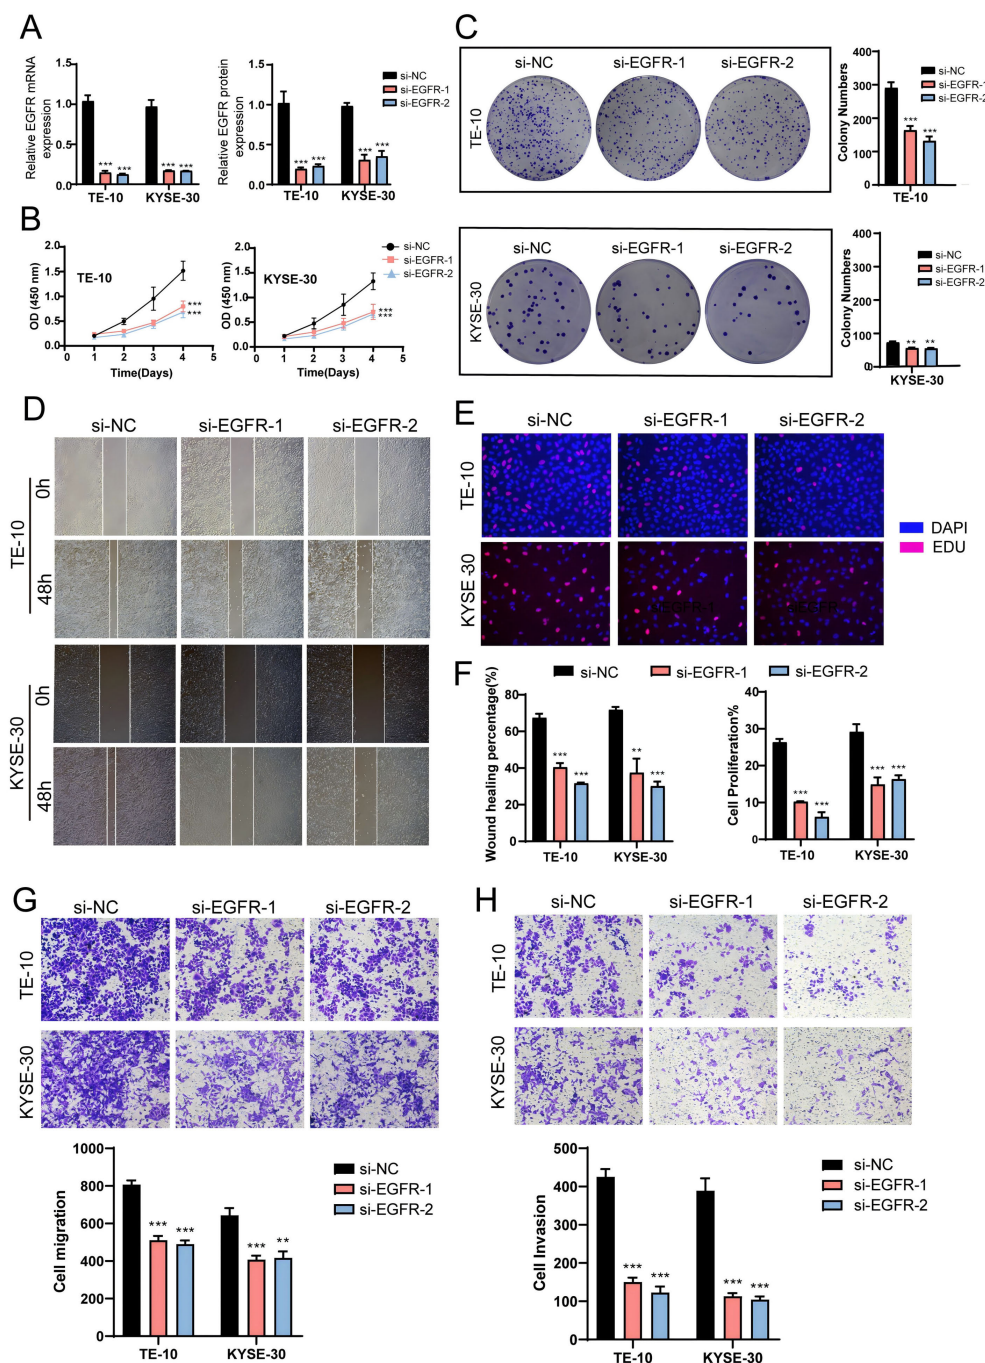 A
Relative EGFR mRNA
expression
1.5
1.0
0.5
0.0
*** ***
*** ***
TE-10 KYSE-30
Relative EGFR protein
expression
1.5
1.0
0.5
0.0
*** ***
*** ***
TE-10 KYSE-30
si-NC
si-EGFR-1
si-EGFR-2
B
OD (450 nm)
2.0
1.5
1.0
0.5
0.0
TE-10
***
***
0 1 2 3 4 5
Time(Days)
OD (450 nm)
2.0
1.5
1.0
0.5
0.0
KYSE-30
***
***
0 1 2 3 4 5
Time(Days)
si-NC
si-EGFR-1
si-EGFR-2
C
si-NC si-EGFR-1 si-EGFR-2
TE-10
Colony Numbers
400
300
200
100
0
***
***
TE-10
si-NC
si-EGFR-1
si-EGFR-2
si-NC si-EGFR-1 si-EGFR-2
KYSE-30
Colony Numbers
400
300
200
100
0
** **
KYSE-30
si-NC
si-EGFR-1
si-EGFR-2
D
si-NC si-EGFR-1 si-EGFR-2
TE-10
0h
48h
KYSE-30
0h
48h
E
si-NC si-EGFR-1 si-EGFR-2
TE-10
KYSE-30
DAPI
EDU
F
si-NC si-EGFR-1 si-EGFR-2
Wound healing percentage(%)
80
60
40
20
0
***
***
**
***
TE-10 KYSE-30
Cell Proliferation%
40
30
20
10
0
***
***
*** ***
TE-10 KYSE-30
G
si-NC si-EGFR-1 si-EGFR-2
TE-10
KYSE-30
Cell migration
1000
800
600
400
200
0
*** ***
*** **
TE-10 KYSE-30
si-NC
si-EGFR-1
si-EGFR-2
H
si-NC si-EGFR-1 si-EGFR-2
TE-10
KYSE-30
Cell Invasion
500
400
300
200
100
0
*** ***
*** ***
TE-10 KYSE-30
si-NC
si-EGFR-1
si-EGFR-2